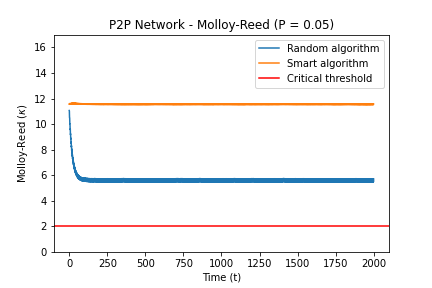 P2P Network - Molloy-Reed (P = 0.05)
Random algorithm
Smart algorithm
Critical threshold
Molloy-Reed (κ)
16
14
12
10
8
6
4
2
0
0 250 500 750 1000 1250 1500 1750 2000
Time (t)